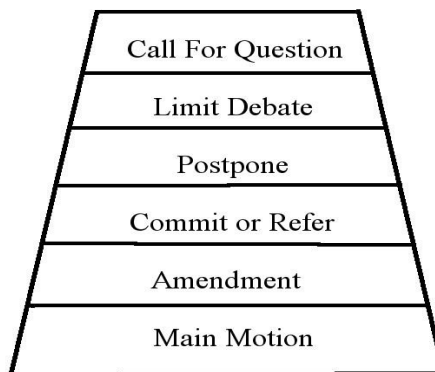 Call For Question
Limit Debate
Postpone
Commit or Refer
Amendment
Main Motion